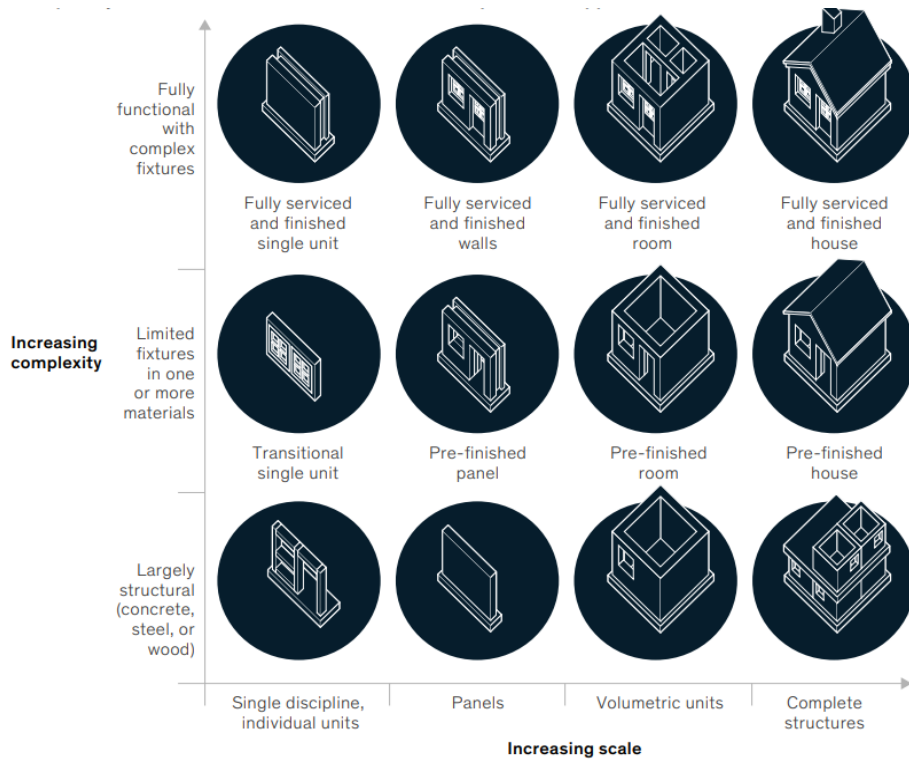 Fully
functional
with
complex
fixtures
Fully serviced
and finished
single unit
Fully serviced
and finished
walls
Fully serviced
and finished
room
Fully serviced
and finished
house
Increasing
complexity
Limited
fixtures
in one
or more
materials
Transitional
single unit
Pre-finished
panel
Pre-finished
room
Pre-finished
house
Largely
structural
(concrete,
steel, or
wood)
Single discipline,
individual units
Panels
Volumetric units
Complete
structures
Increasing scale